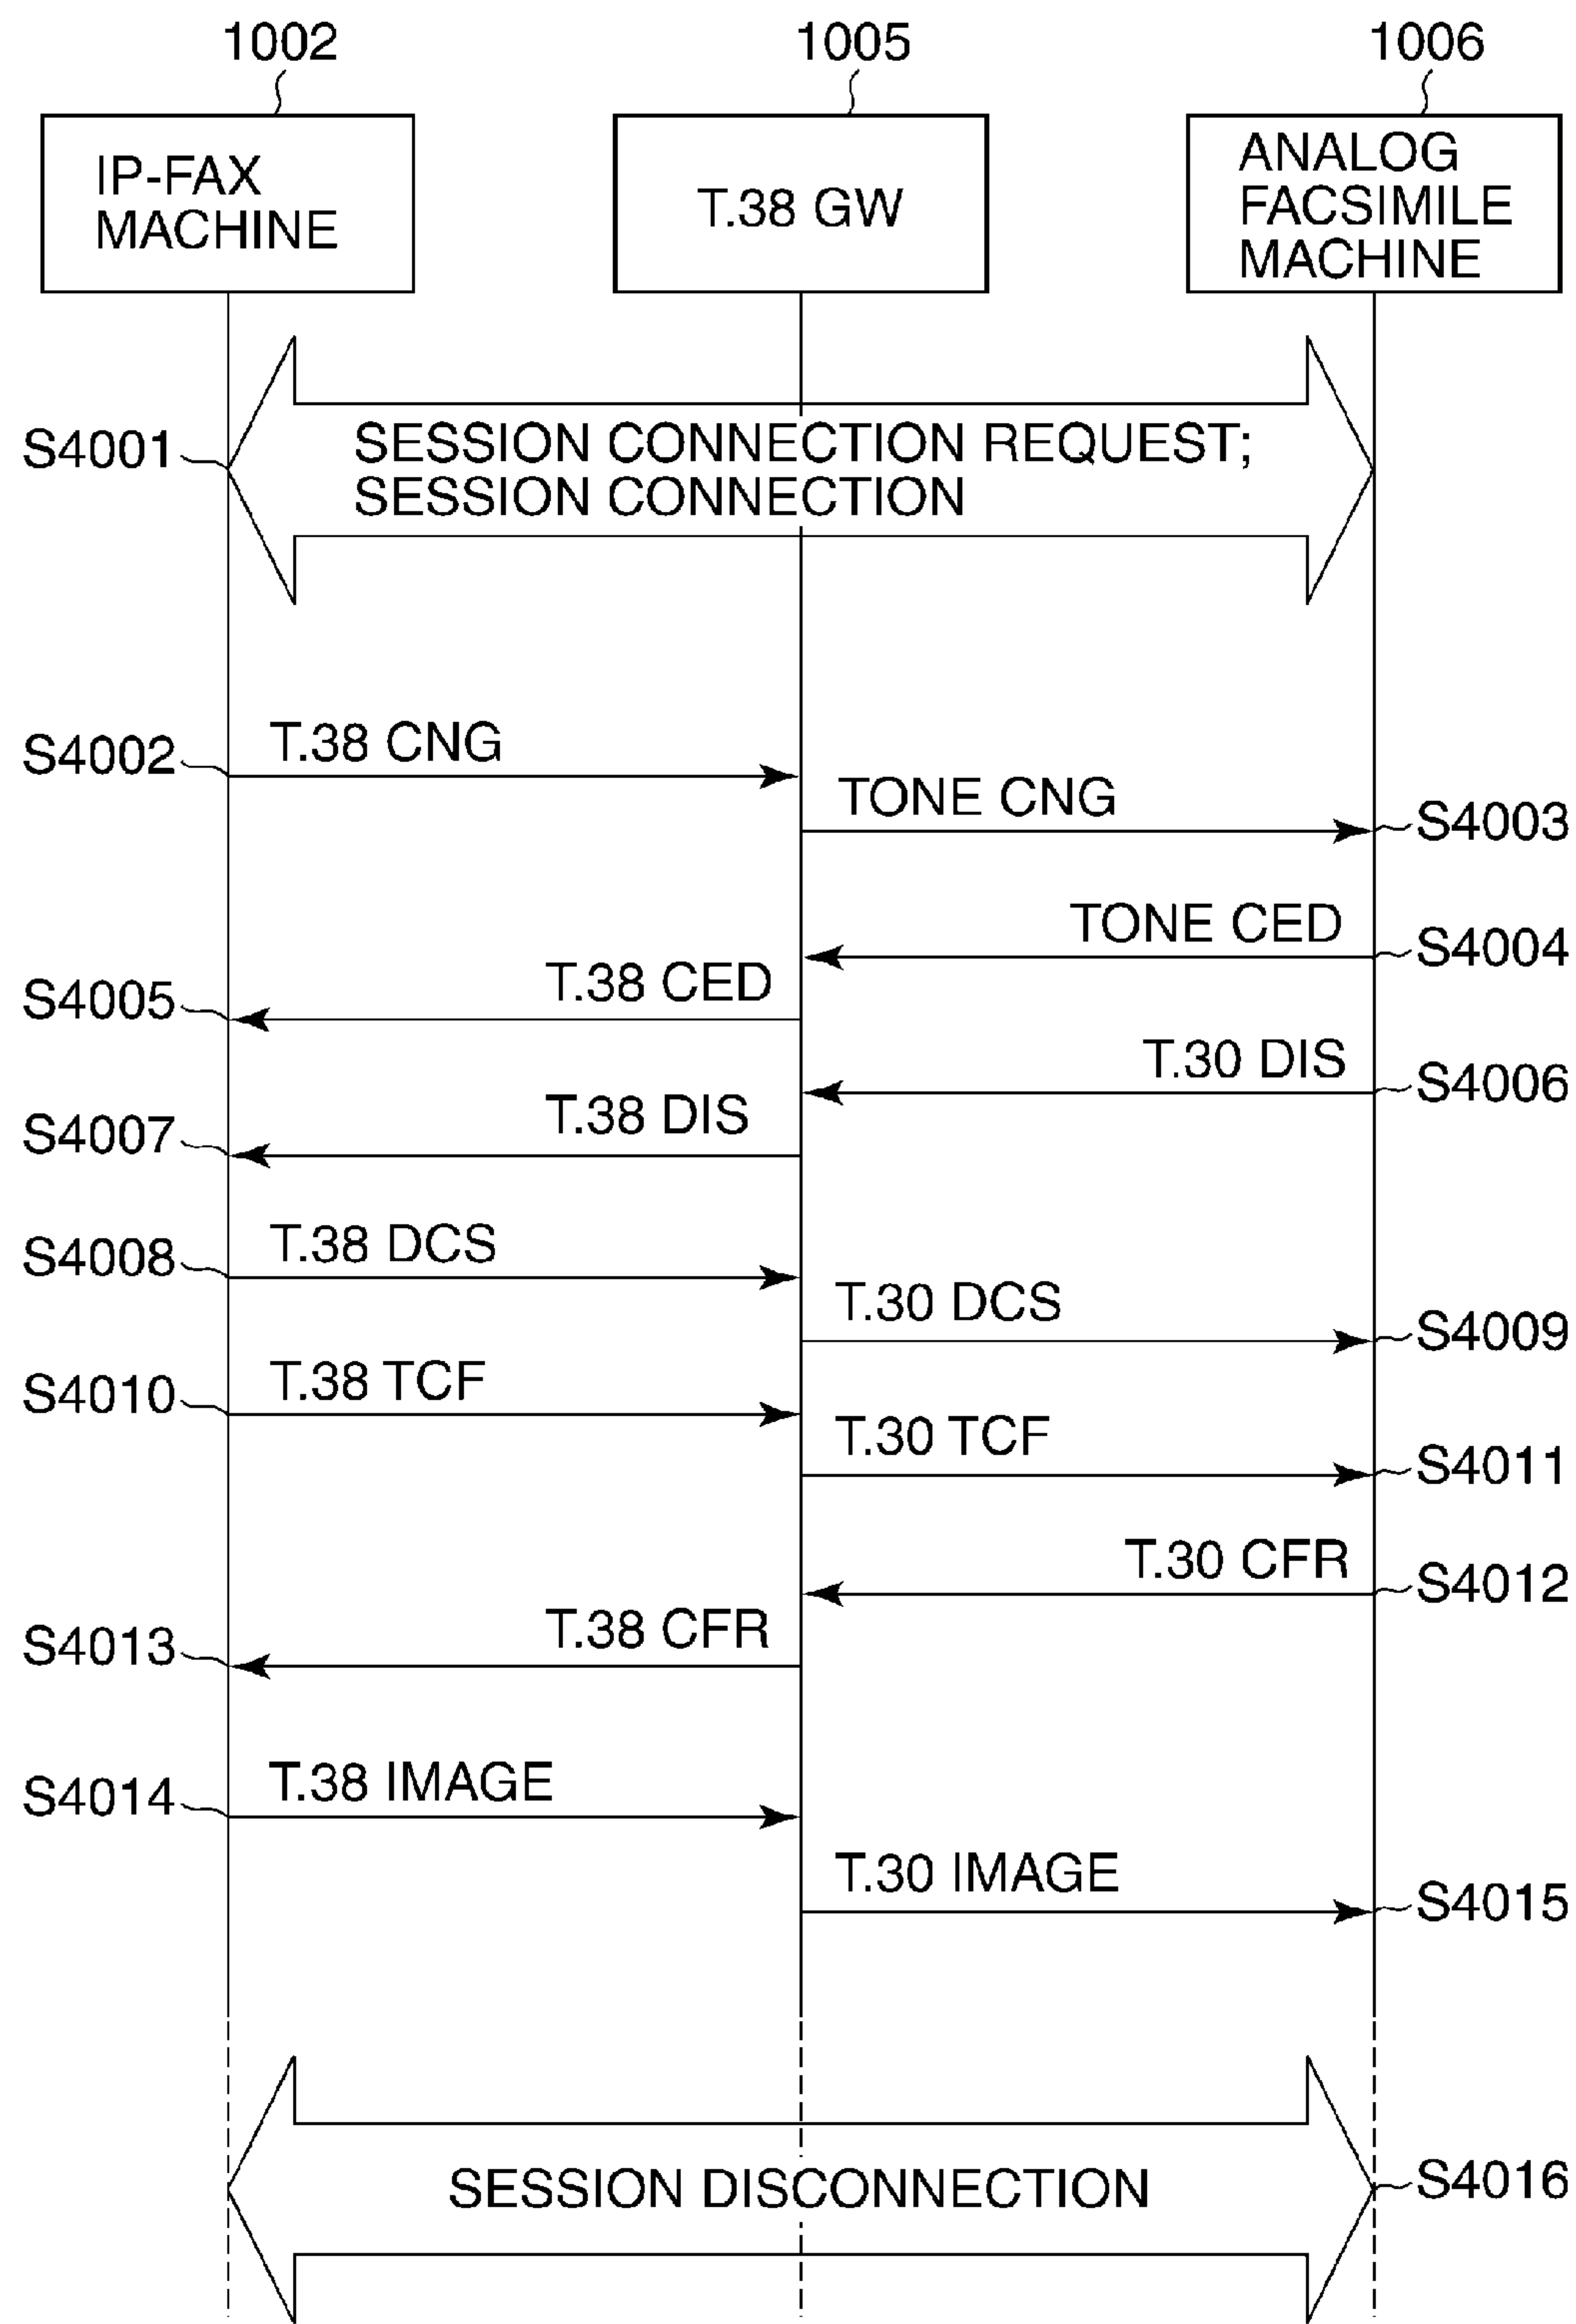 1002
1005
1006
IP-FAX
MACHINE
T.38 GW
ANALOG
FACSIMILE
MACHINE
S4001
SESSION CONNECTION REQUEST;
SESSION CONNECTION
S4002
T.38 CNG
TONE CNG
S4003
TONE CED
S4004
S4005
T.38 CED
T.30 DIS
S4006
S4007
T.38 DIS
S4008
T.38 DCS
T.30 DCS
S4009
S4010
T.38 TCF
T.30 TCF
S4011
T.30 CFR
S4012
S4013
T.38 CFR
S4014
T.38 IMAGE
T.30 IMAGE
S4015
SESSION DISCONNECTION
S4016